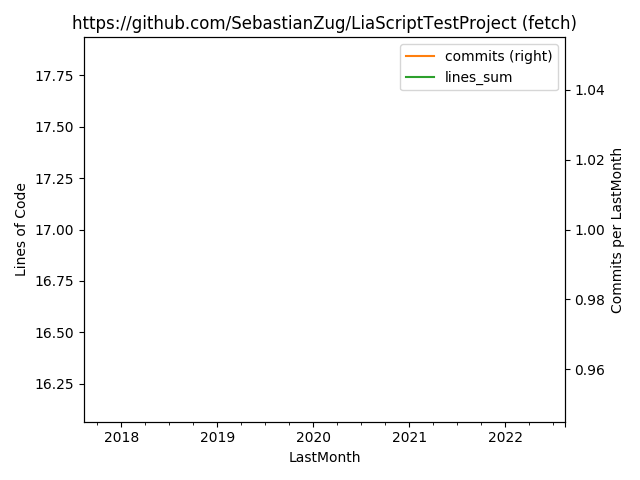 https://github.com/SebastianZug/LiaScriptTestProject (fetch)
commits (right)
lines_sum
17.75
17.50
17.25
17.00
16.75
16.50
16.25
Lines of Code
1.04
1.02
1.00
0.98
0.96
Commits per LastMonth
2018
2019
2020
2021
2022
LastMonth